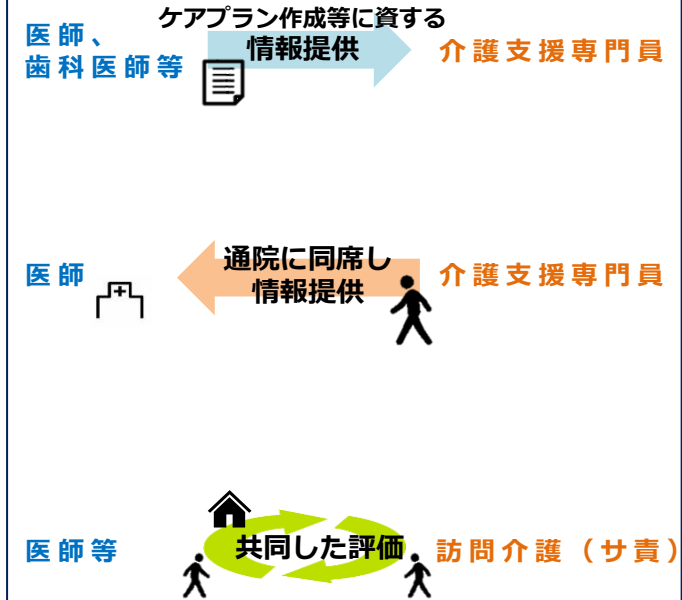 ケアプラン作成等に資する
医師、
歯科医師等
情報提供
介護支援専門員
通院に同席し
医師
情報提供
介護支援専門員
医師等
共同した評価
訪問介護（サ責）